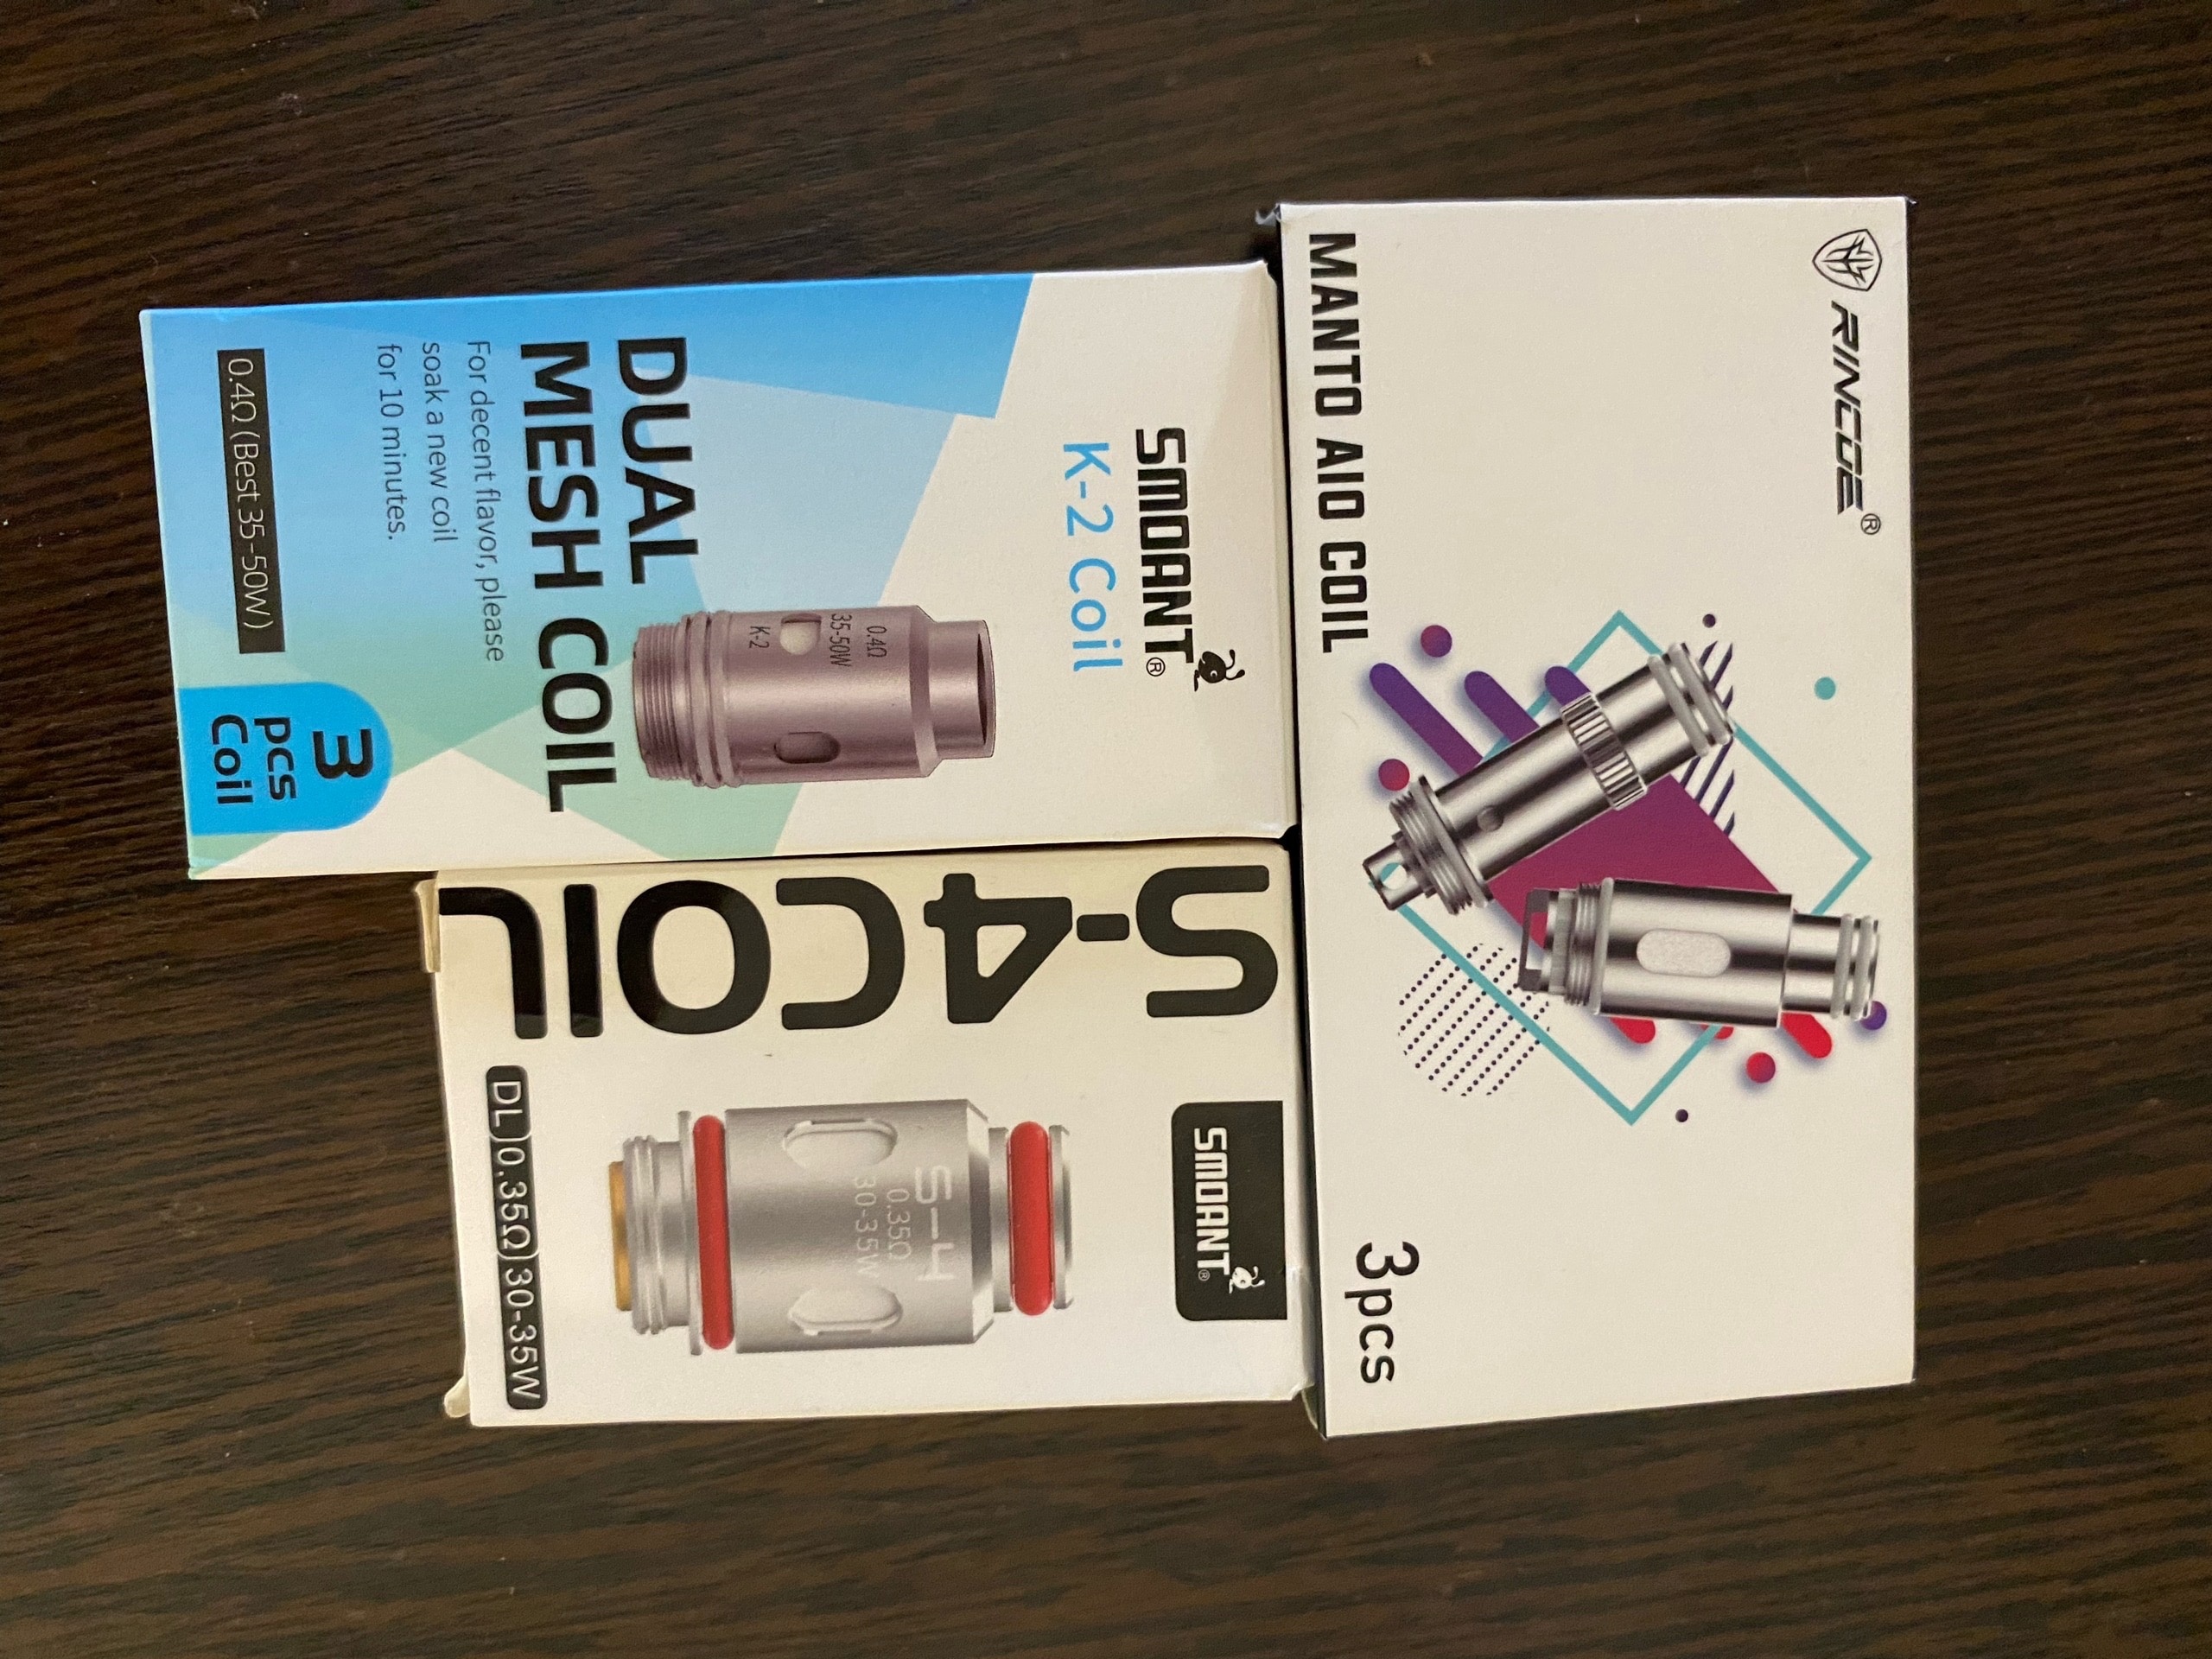 RINCOE®
MANTO AIO COIL
3pcs
SMOANT®
K-2 Coil
0.4Ω
35-50W
K-2
DUAL
MESH COIL
For decent flavor, please
soak a new coil
for 10 minutes.
0.4Ω (Best 35-50W)
3
pcs
Coil
S-4 COIL
SMOANT®
S-4
0.35Ω
30-35W
DL 0.35Ω 30-35W